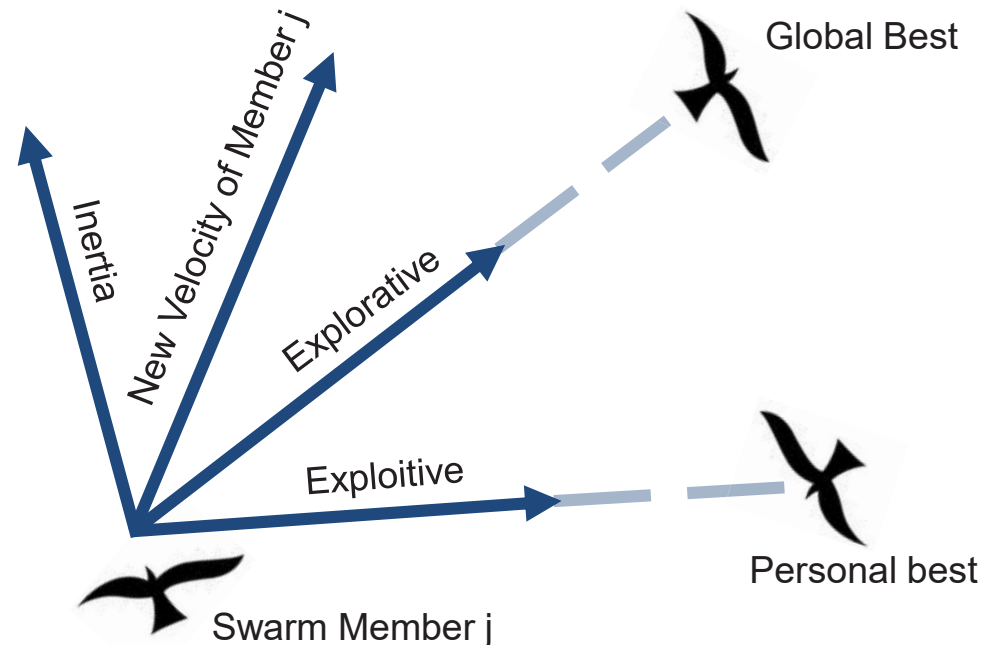 Global Best
Inertia
New Velocity of Member j
Explorative
Exploitive
Personal best
Swarm Member j